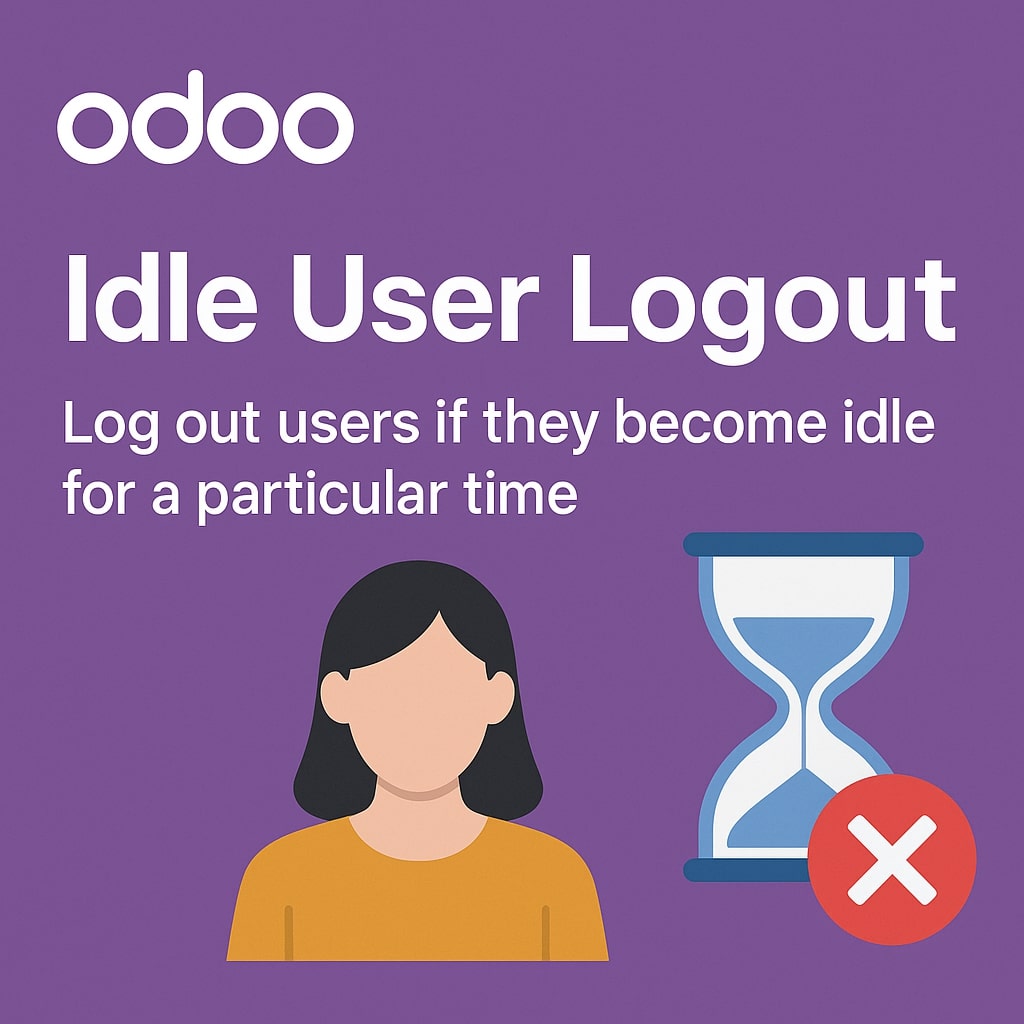 odoo
Idle User Logout
Log out users if they become idle
for a particular time